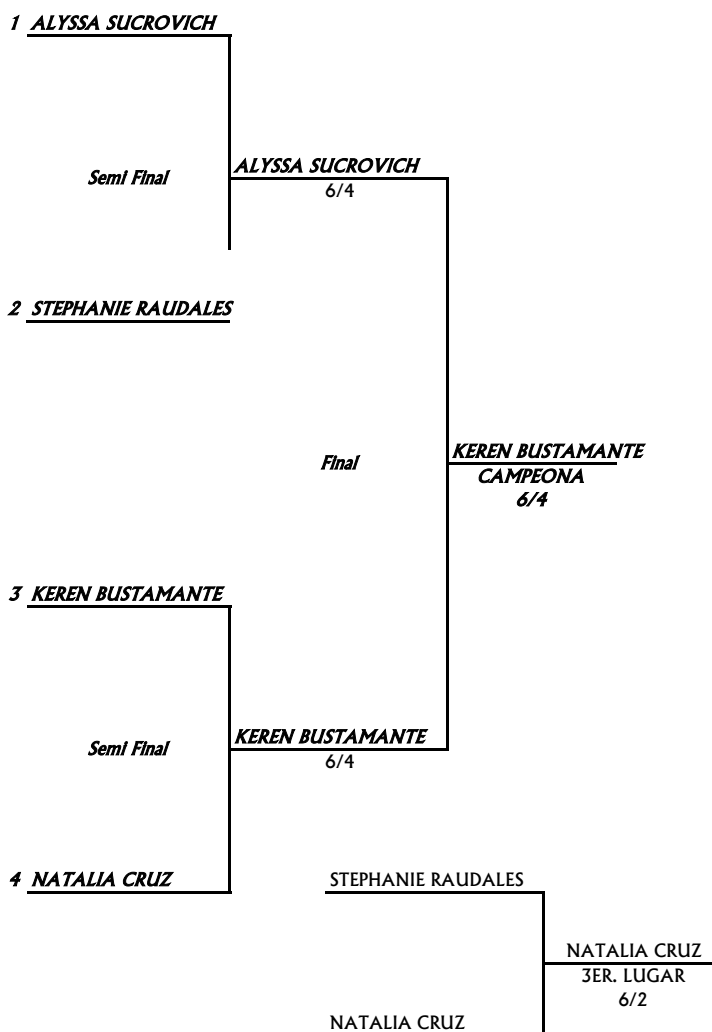 1 ALYSSA SUCROVICH
Semi Final
ALYSSA SUCROVICH
6/4
2 STEPHANIE RAUDALES
Final
KEREN BUSTAMANTE
CAMPEONA
6/4
3 KEREN BUSTAMANTE
Semi Final
KEREN BUSTAMANTE
6/4
4 NATALIA CRUZ
STEPHANIE RAUDALES
NATALIA CRUZ
3ER. LUGAR
6/2
NATALIA CRUZ